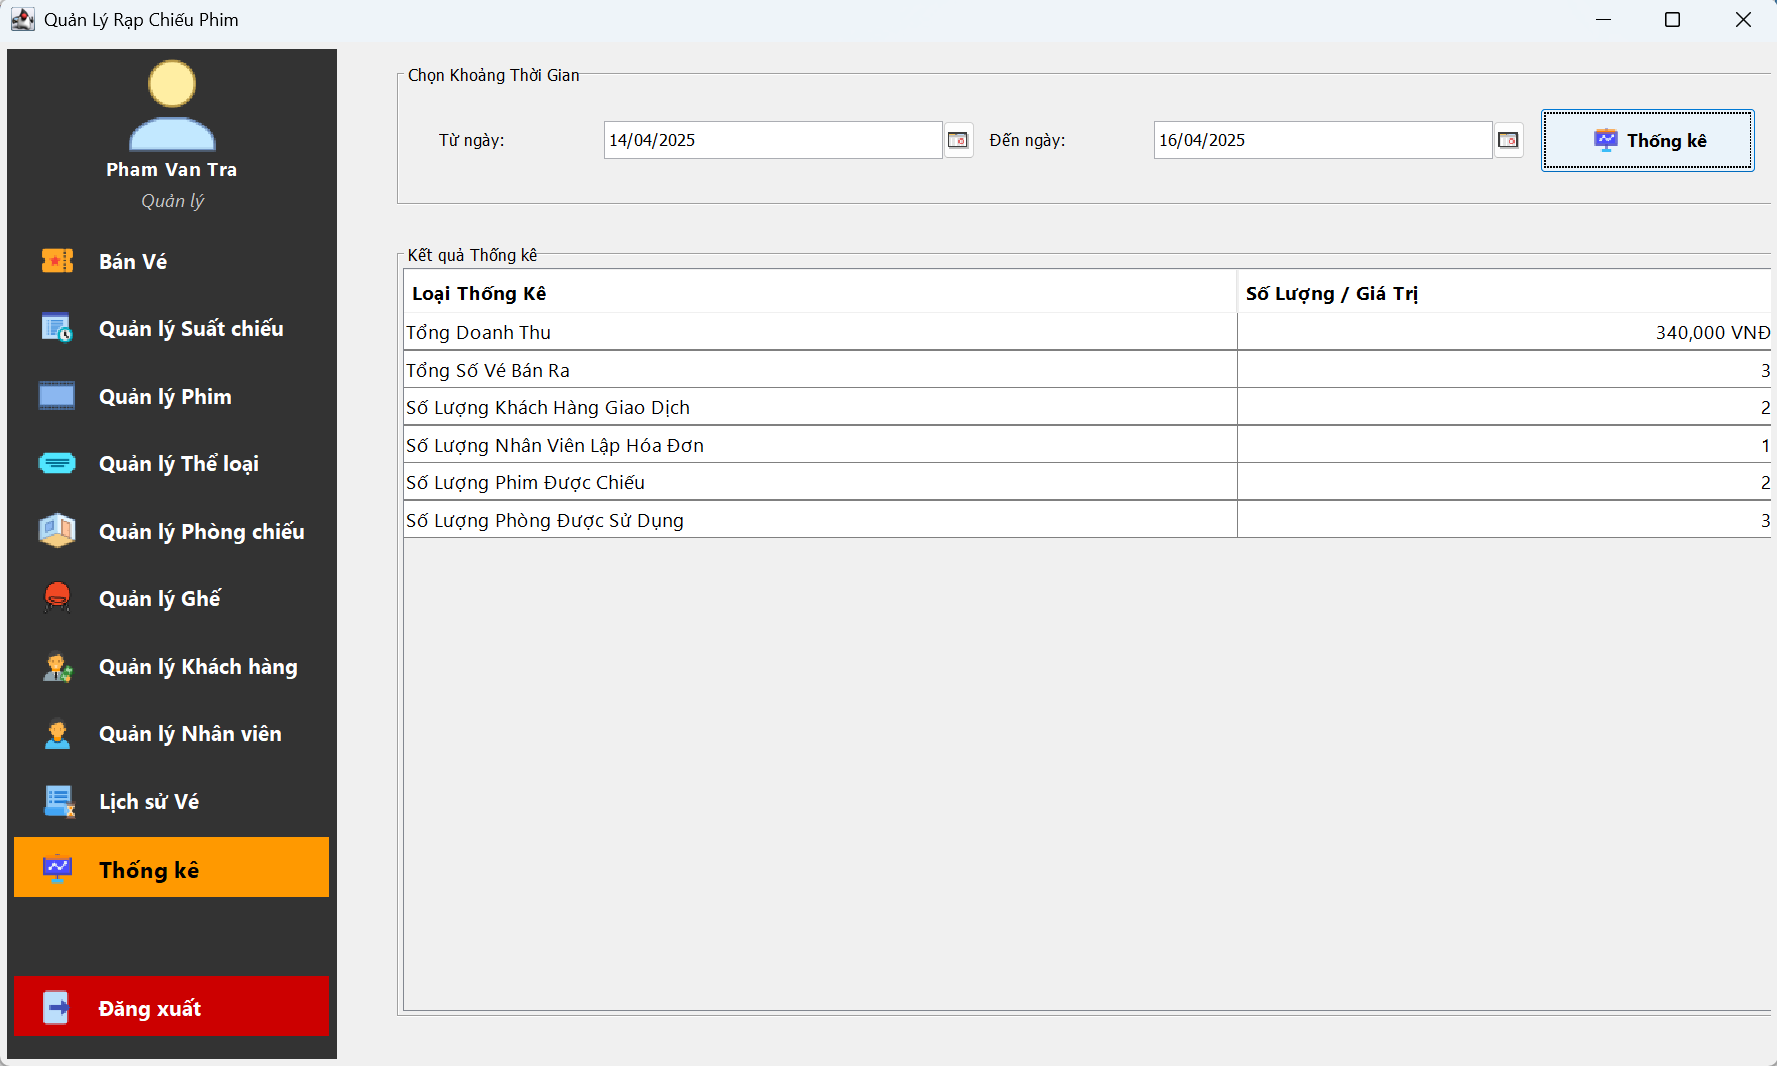 Quản Lý Rạp Chiếu Phim
Pham Van Tra
Quản lý
Bán Vé
Quản lý Suất chiếu
Quản lý Phim
Quản lý Thể loại
Quản lý Phòng chiếu
Quản lý Ghế
Quản lý Khách hàng
Quản lý Nhân viên
Lịch sử Vé
Thống kê
Đăng xuất
Chọn Khoảng Thời Gian
Từ ngày: 14/04/2025 Đến ngày: 16/04/2025 Thống kê
Kết quả Thống kê
Loại Thống Kê Số Lượng / Giá Trị
Tổng Doanh Thu 340,000 VNĐ
Tổng Số Vé Bán Ra 3
Số Lượng Khách Hàng Giao Dịch 2
Số Lượng Nhân Viên Lập Hóa Đơn 1
Số Lượng Phim Được Chiếu 2
Số Lượng Phòng Được Sử Dụng 3